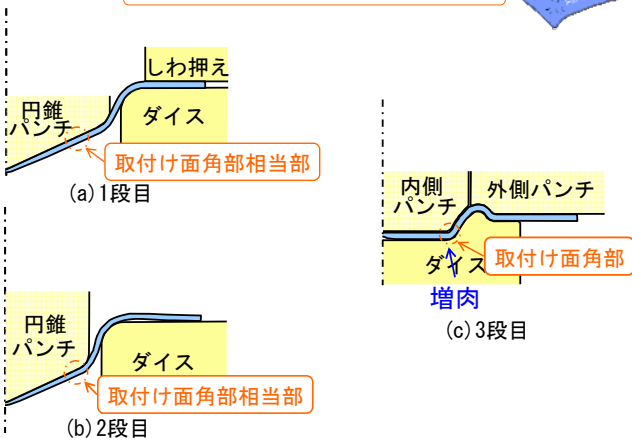 しわ押え
円錐
パンチ
ダイス
取付け面角部相当部
(a)1段目
円錐
パンチ
ダイス
取付け面角部相当部
(b)2段目
内側
パンチ
外側パンチ
ダイス
取付け面角部
増肉
(c)3段目